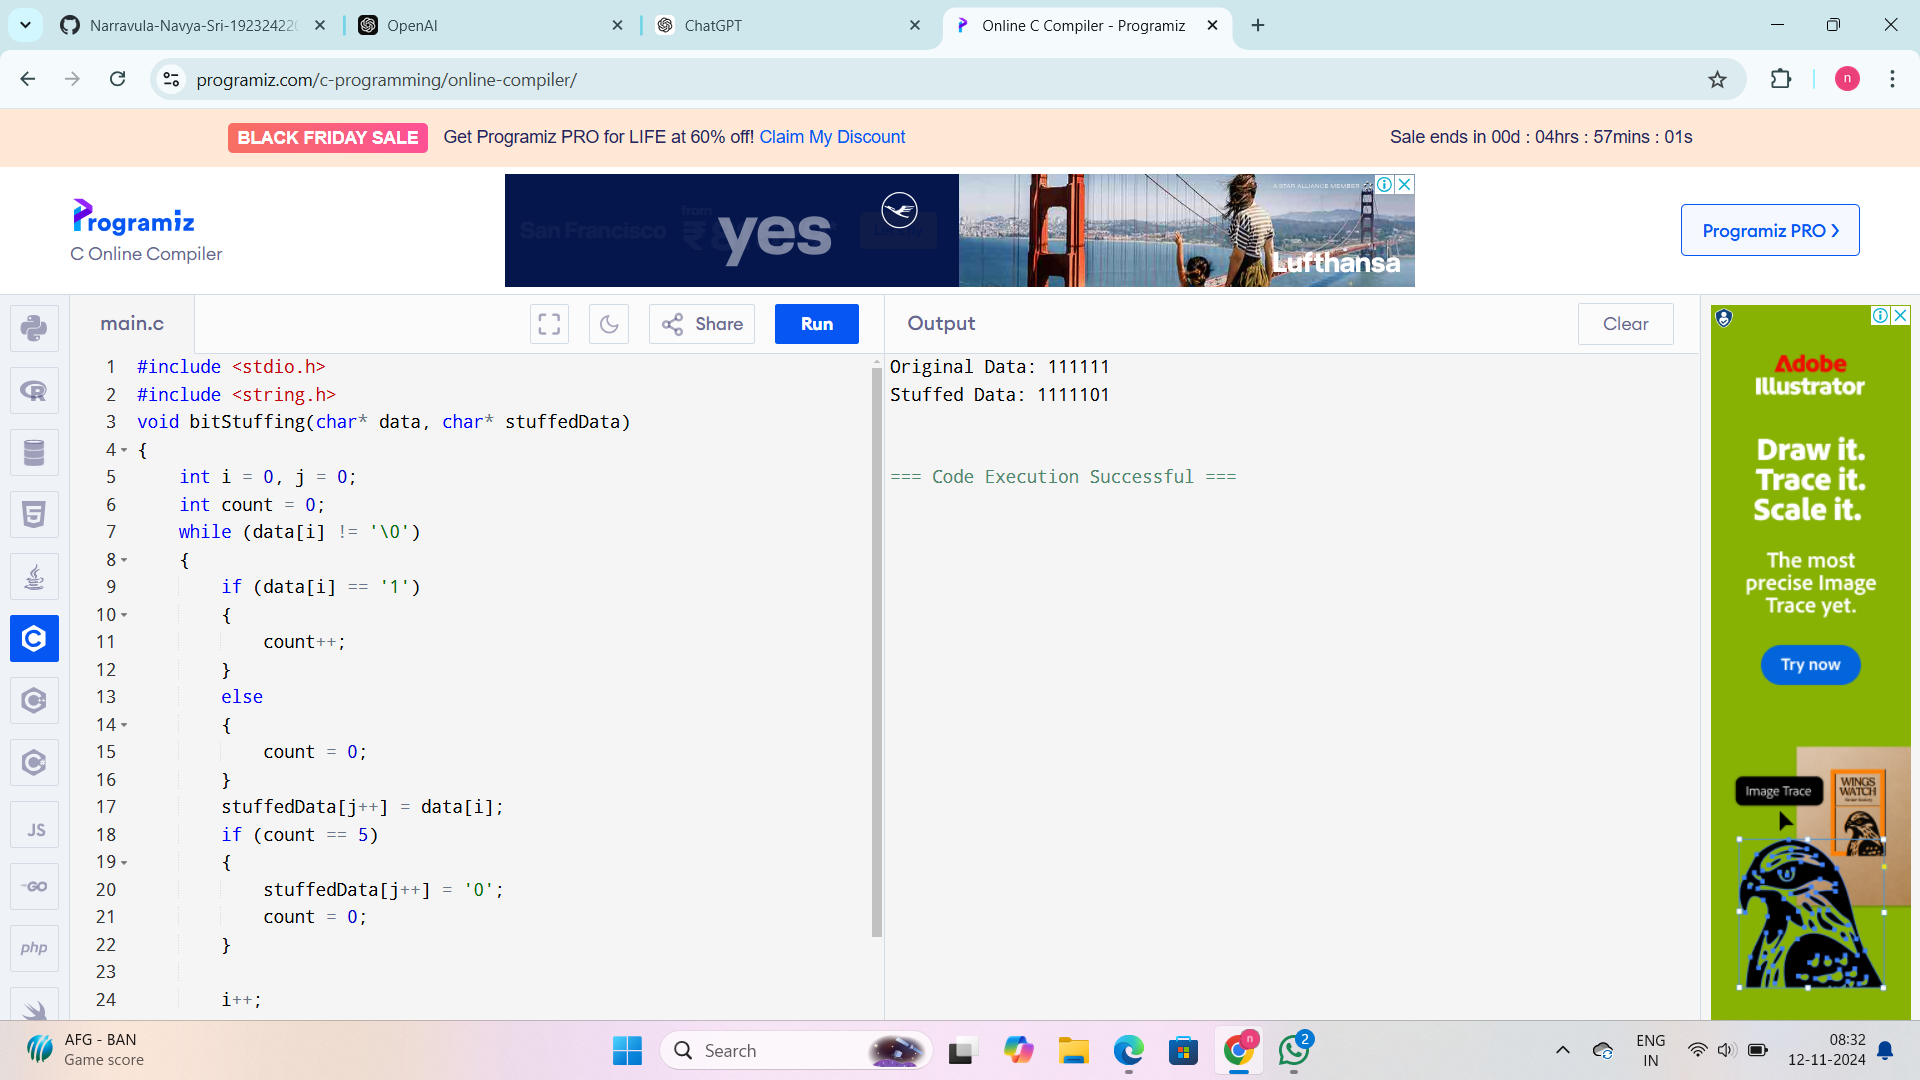 Narravula-Navya-Sri-19232422
OpenAI
ChatGPT
Online C Compiler - Programiz
programiz.com/c-programming/online-compiler/
n
BLACK FRIDAY SALE Get Programiz PRO for LIFE at 60% off! Claim My Discount
Sale ends in 00d : 04hrs : 57mins : 01s
Programiz
C Online Compiler
San Francisco
from
yes
A STAR ALLIANCE MEMBER
Lufthansa
Programiz PRO
main.c
Share
Run
Output
Clear
1 #include <stdio.h>
2 #include <string.h>
3 void bitStuffing(char* data, char* stuffedData)
4 {
5 int i = 0, j = 0;
6 int count = 0;
7 while (data[i] != '\0')
8 {
9 if (data[i] == '1')
10 {
11 count++;
12 }
13 else
14 {
15 count = 0;
16 }
17 stuffedData[j++] = data[i];
18 if (count == 5)
19 {
20 stuffedData[j++] = '0';
21 count = 0;
22 }
23
24 i++;
Original Data: 111111
Stuffed Data: 1111101
=== Code Execution Successful ===
JS
GO
php
Adobe
Illustrator
Draw it.
Trace it.
Scale it.
The most
precise Image
Trace yet.
Try now
Image Trace
WINGS
WATCH
AFG - BAN
Game score
Search
n
2
ENG
IN
08:32
12-11-2024